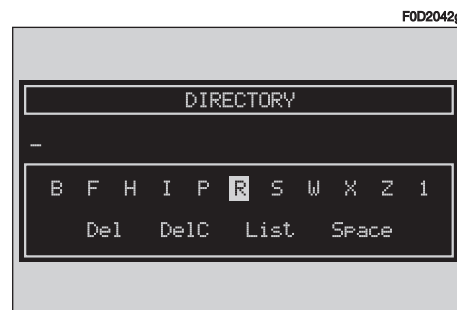 F0D2042g
DIRECTORY
_
B F H I P R S W X Z 1
Del DelC List Space